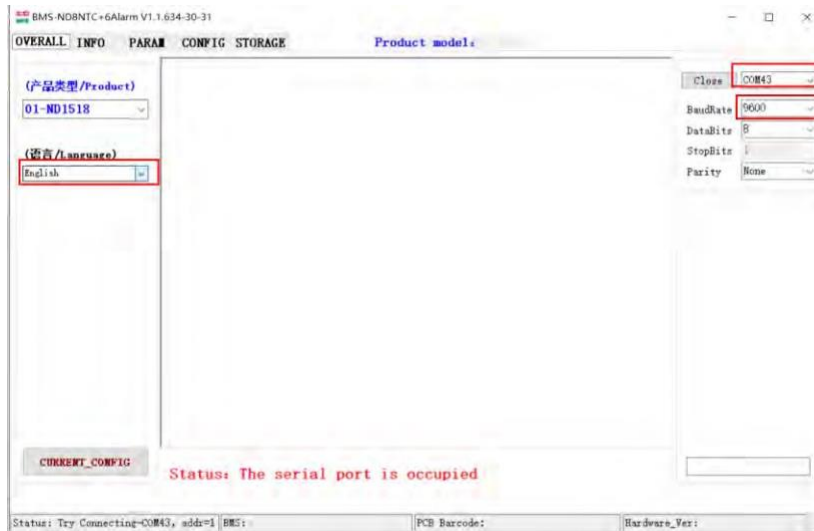 BMS-ND8NTC+6Alarm V1.1.634-30-31
OVERALL INFO PARAM CONFIG STORAGE Product model:
(产品类型/Product)
01-ND1518
(语言/Language)
English
Close COM43
BaudRate 9600
DataBits 8
StopBits 1
Parity None
CURRENT_CONFIG
Status: The serial port is occupied
Status: Try Connecting-COM43, addr=1 BMS: PCB Barcode: Hardware_Ver: